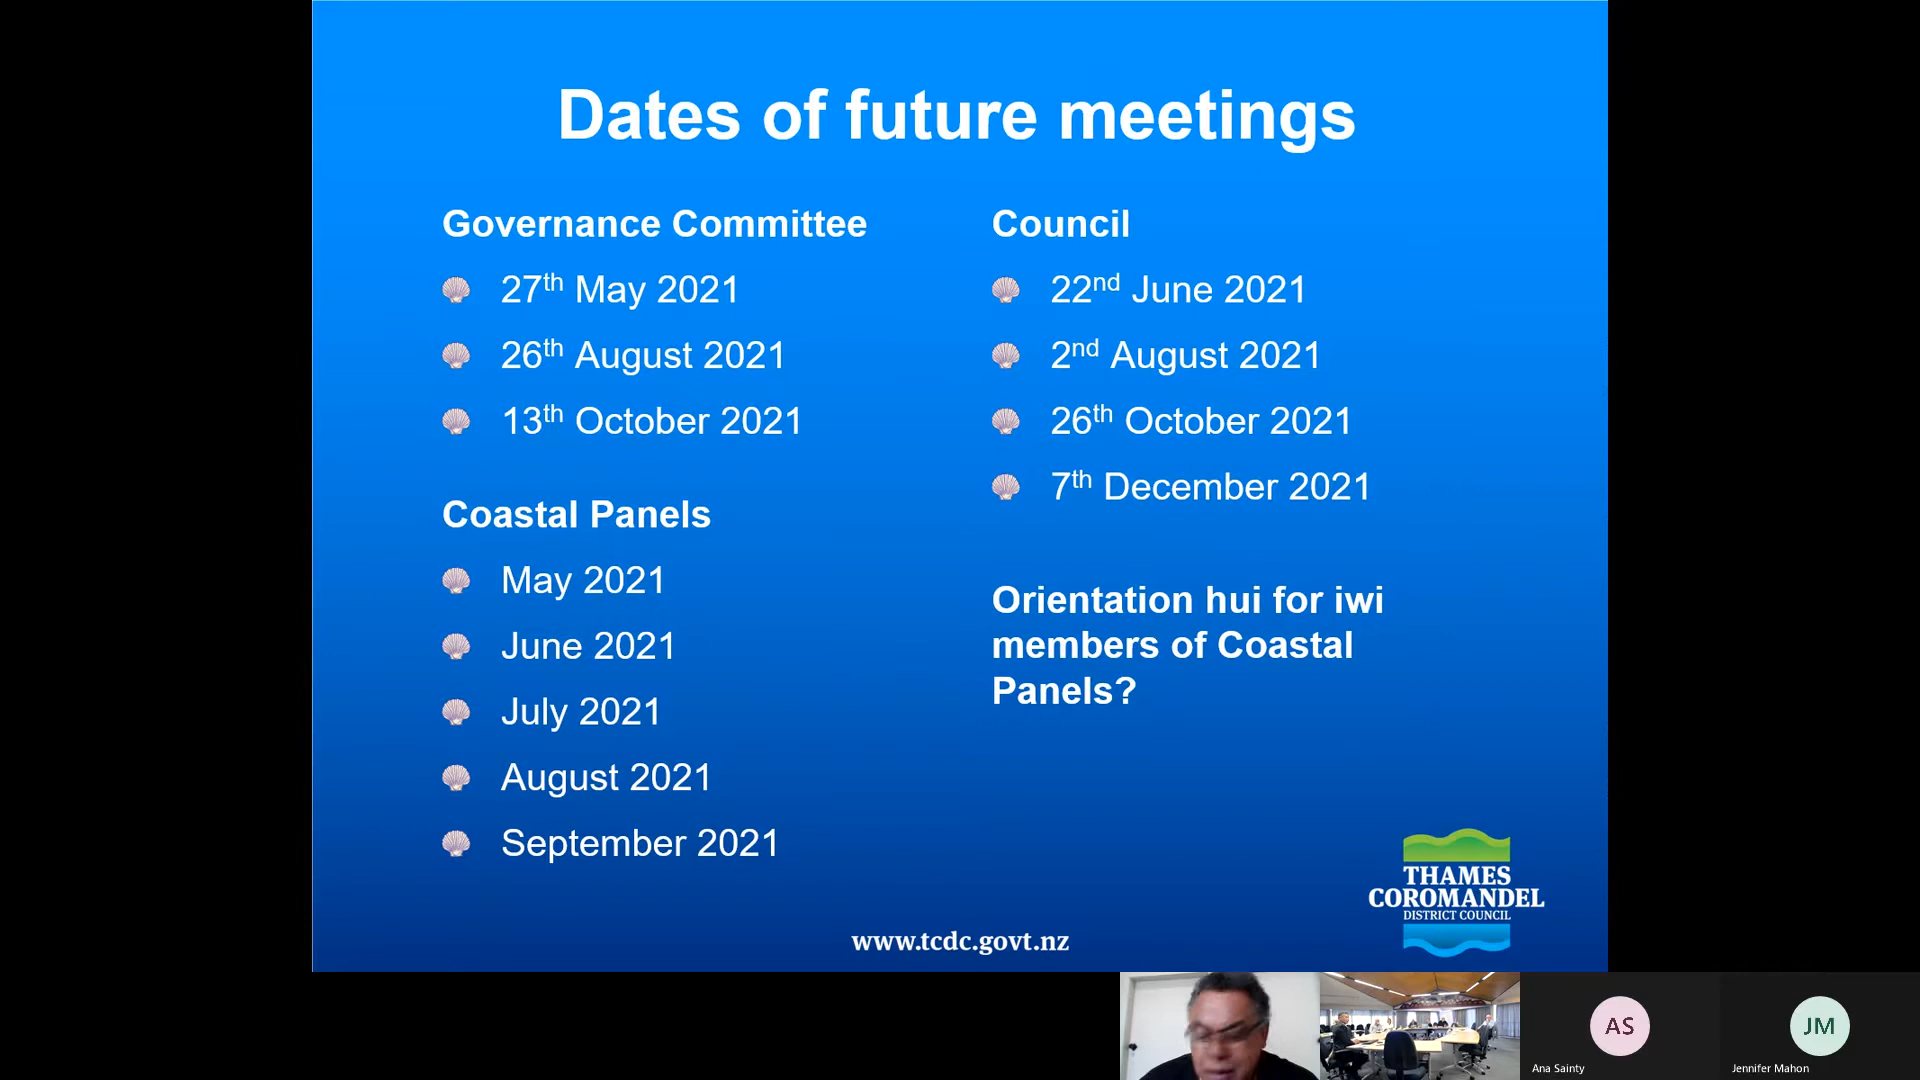 Dates of future meetings
Governance Committee
27th May 2021
26th August 2021
13th October 2021
Coastal Panels
May 2021
June 2021
July 2021
August 2021
September 2021
Council
22nd June 2021
2nd August 2021
26th October 2021
7th December 2021
Orientation hui for iwi
members of Coastal
Panels?
THAMES
COROMANDEL
DISTRICT COUNCIL
www.tcdc.govt.nz
AS
Ana Sainty
JM
Jennifer Mahon